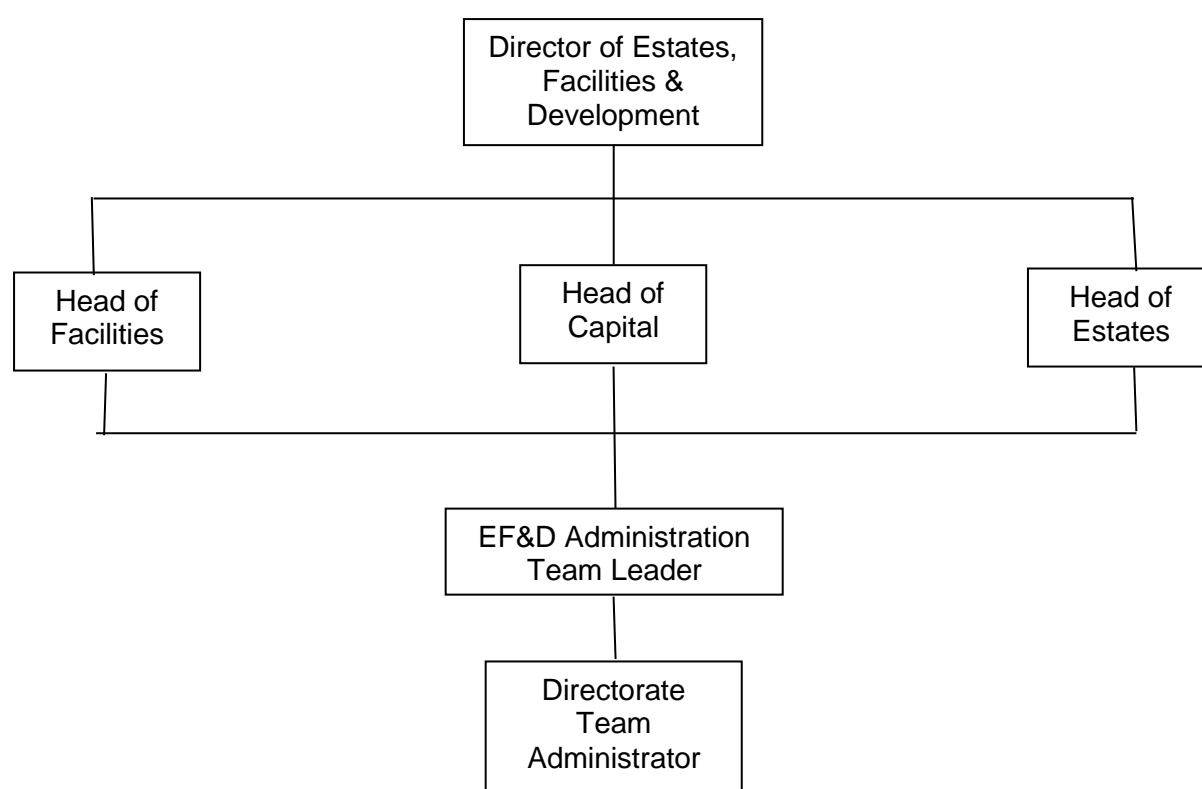 Director of Estates,
Facilities &
Development
Head of
Facilities
Head of
Capital
Head of
Estates
EF&D Administration
Team Leader
Directorate
Team
Administrator